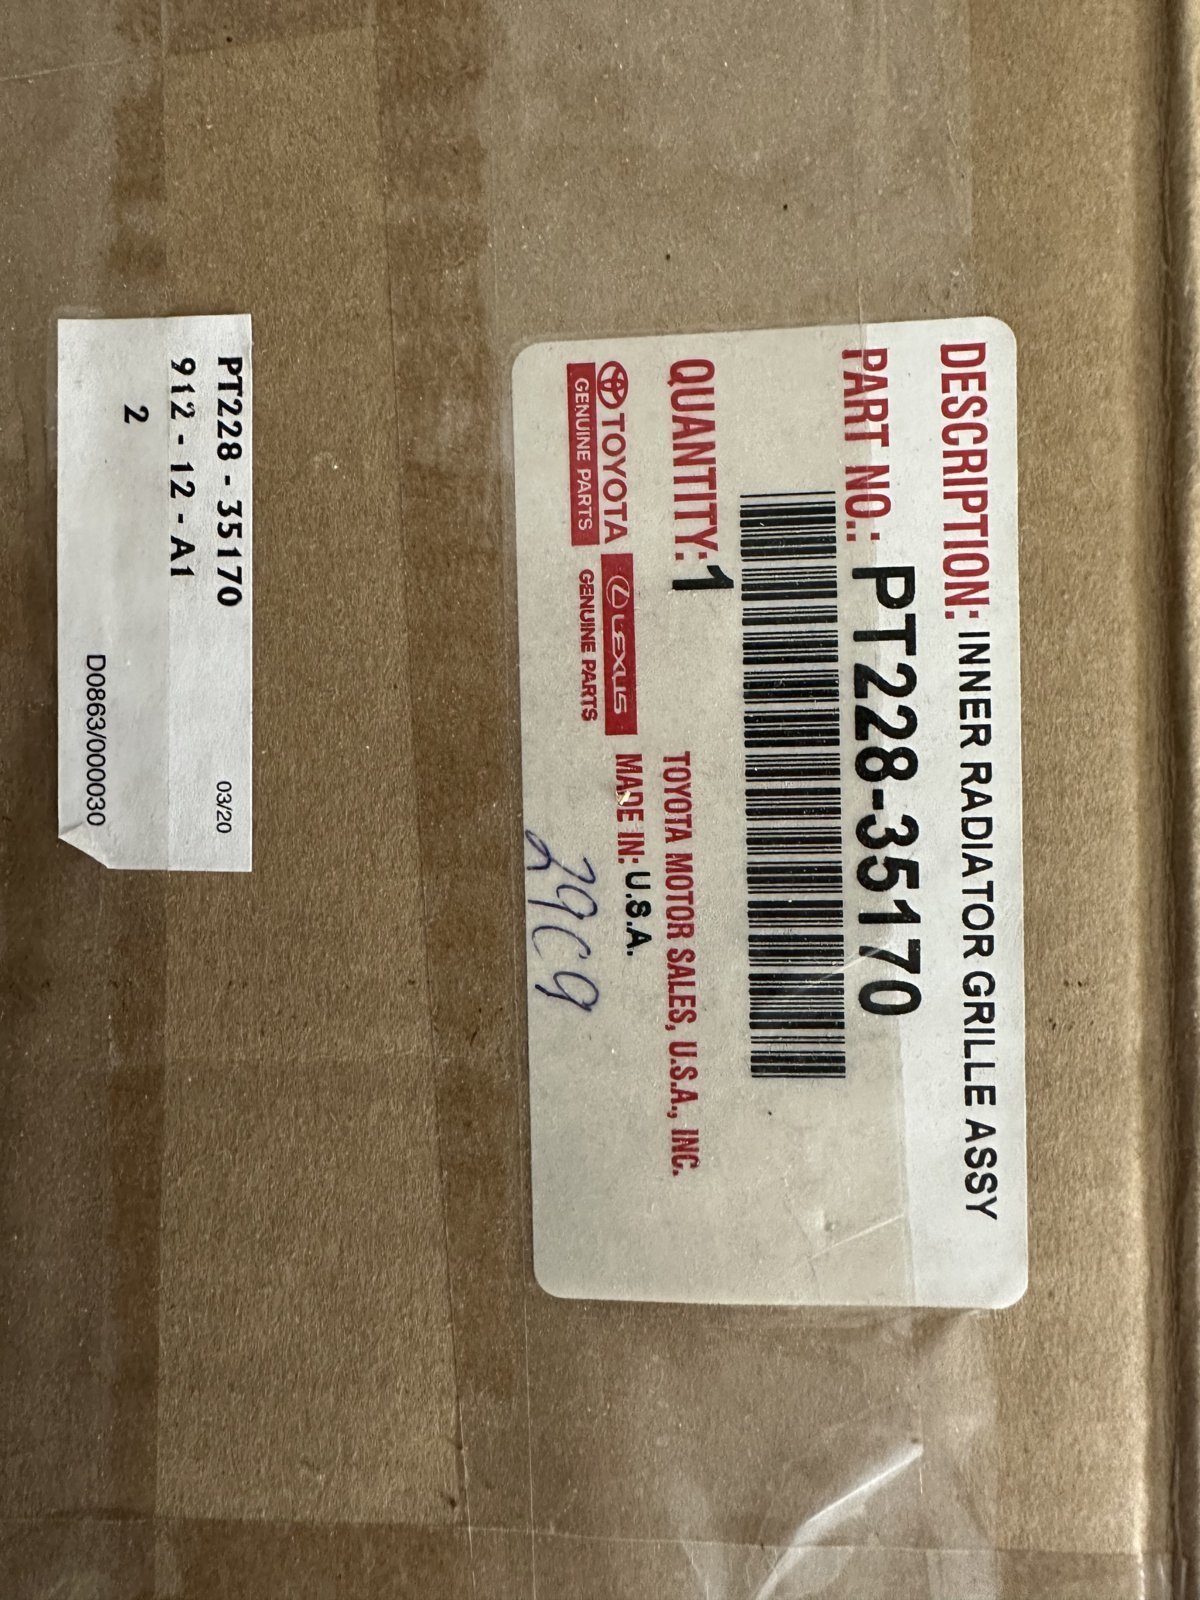 DESCRIPTION: INNER RADIATOR GRILLE ASSY
PART NO.: PT228-35170
QUANTITY: 1
TOYOTA MOTOR SALES, U.S.A., INC.
TOYOTA
GENUINE PARTS
LEXUS
GENUINE PARTS
MADE IN: U.S.A.
29C9
PT228 - 35170
03/20
912 - 12 - A1
2
D0863/000030